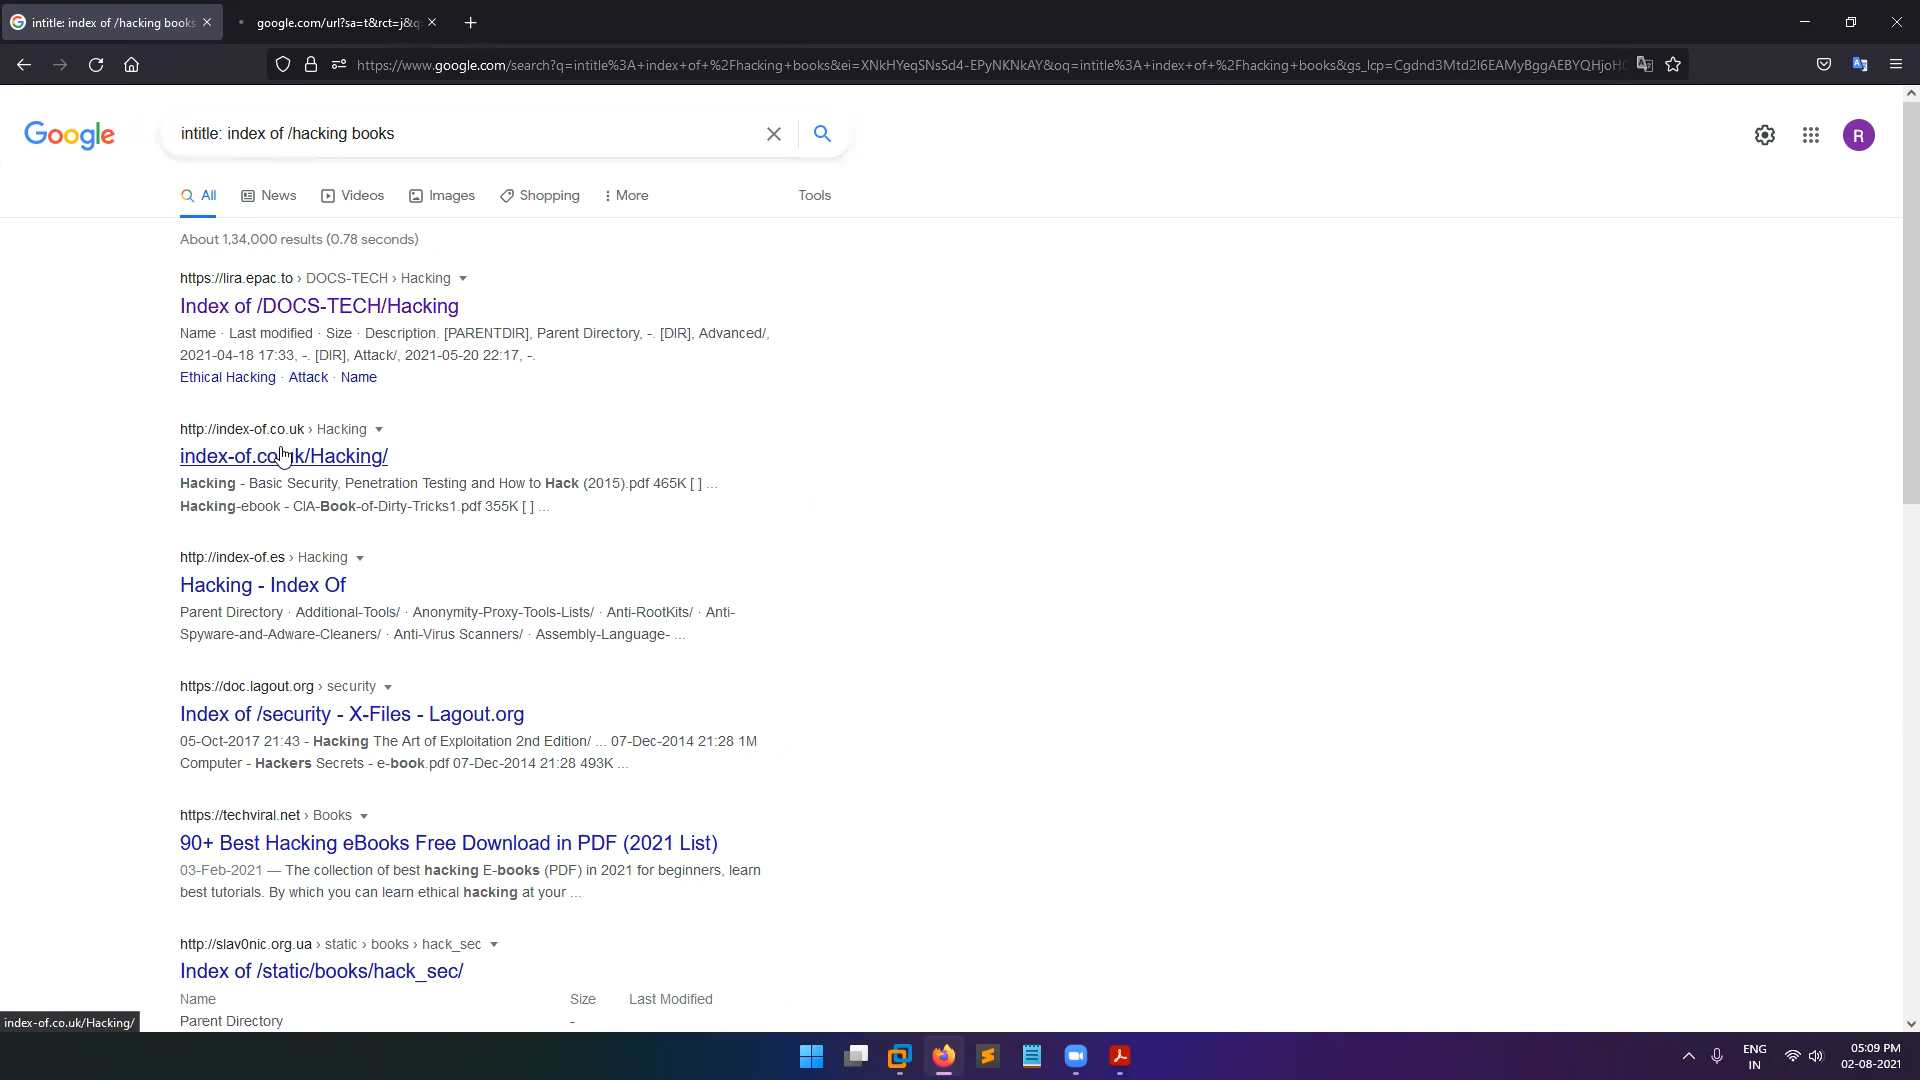 intitle: index of /hacking books
google.com/url?sa=t&rct=j&q
https://www.google.com/search?q=intitle%3A+index+of+%2Fhacking+books&ei=XNkHYeqSNsSd4-EPyNKNkAY&oq=intitle%3A+index+of+%2Fhacking+books&gs_lcp=Cgdnd3Mtd2l6EAMyBggAEBYQHjoH
Google
intitle: index of /hacking books
R
All
News
Videos
Images
Shopping
More
Tools
About 1,34,000 results (0.78 seconds)
https://lira.epac.to › DOCS-TECH › Hacking
Index of /DOCS-TECH/Hacking
Name · Last modified · Size · Description. [PARENTDIR], Parent Directory, -. [DIR], Advanced/,
2021-04-18 17:33, -. [DIR], Attack/, 2021-05-20 22:17, -.
Ethical Hacking · Attack · Name
http://index-of.co.uk › Hacking
index-of.co.uk/Hacking/
Hacking - Basic Security, Penetration Testing and How to Hack (2015).pdf 465K [ ] ...
Hacking-ebook - CIA-Book-of-Dirty-Tricks1.pdf 355K [ ] ...
http://index-of.es › Hacking
Hacking - Index Of
Parent Directory · Additional-Tools/ · Anonymity-Proxy-Tools-Lists/ · Anti-RootKits/ · Anti-
Spyware-and-Adware-Cleaners/ · Anti-Virus Scanners/ · Assembly-Language- ...
https://doc.lagout.org › security
Index of /security - X-Files - Lagout.org
05-Oct-2017 21:43 - Hacking The Art of Exploitation 2nd Edition/ ... 07-Dec-2014 21:28 1M
Computer - Hackers Secrets - e-book.pdf 07-Dec-2014 21:28 493K ...
https://techviral.net › Books
90+ Best Hacking eBooks Free Download in PDF (2021 List)
03-Feb-2021 — The collection of best hacking E-books (PDF) in 2021 for beginners, learn
best tutorials. By which you can learn ethical hacking at your ...
http://slav0nic.org.ua › static › books › hack_sec
Index of /static/books/hack_sec/
Name Size Last Modified
Parent Directory -
index-of.co.uk/Hacking/
ENG
IN
05:09 PM
02-08-2021